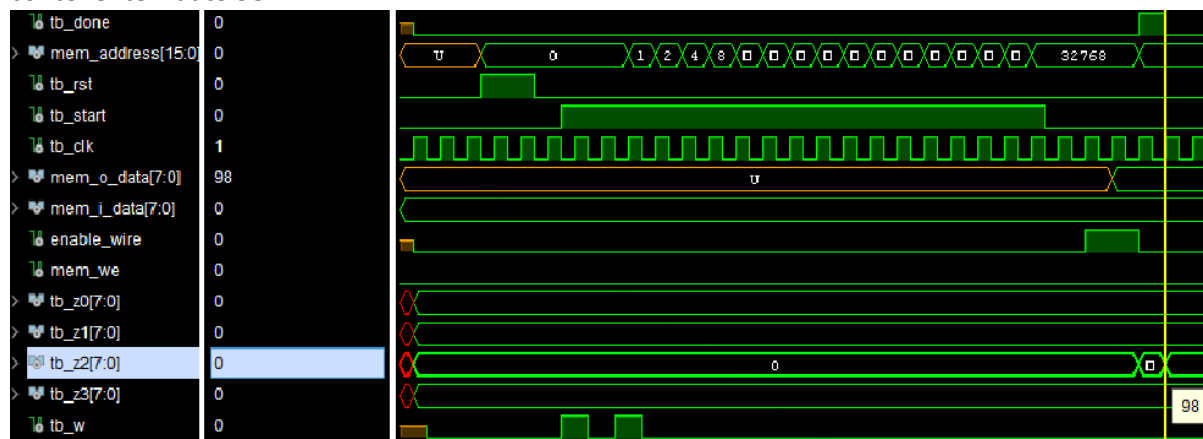 tb_done 0
mem_address[15:0] 0 U 0 1 2 4 8 32768
tb_rst 0
tb_start 0
tb_clk 1
mem_o_data[7:0] 98 U
mem_i_data[7:0] 0
enable_wire 0
mem_we 0
tb_z0[7:0] 0
tb_z1[7:0] 0
tb_z2[7:0] 0 0
tb_z3[7:0] 0
98
tb_w 0